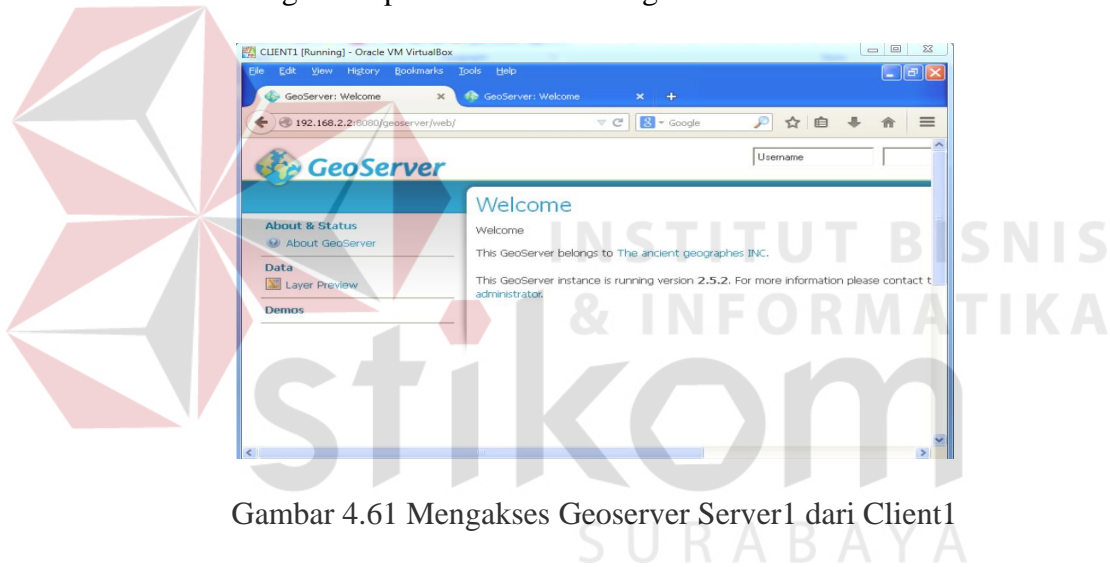 CLIENT1 [Running] - Oracle VM VirtualBox
File Edit View History Bookmarks Tools Help
GeoServer: Welcome
GeoServer: Welcome
192.168.2.2:8080/geoserver/web/
Google
GeoServer
Username
Welcome
About & Status
Welcome
About GeoServer
This GeoServer belongs to The ancient geographes INC.
Data
Layer Preview
This GeoServer instance is running version 2.5.2. For more information please contact t
administrator.
Demos
INSTITUT BISNIS
& INFORMATIKA
stikom
SURABAYA
Gambar 4.61 Mengakses Geoserver Server1 dari Client1